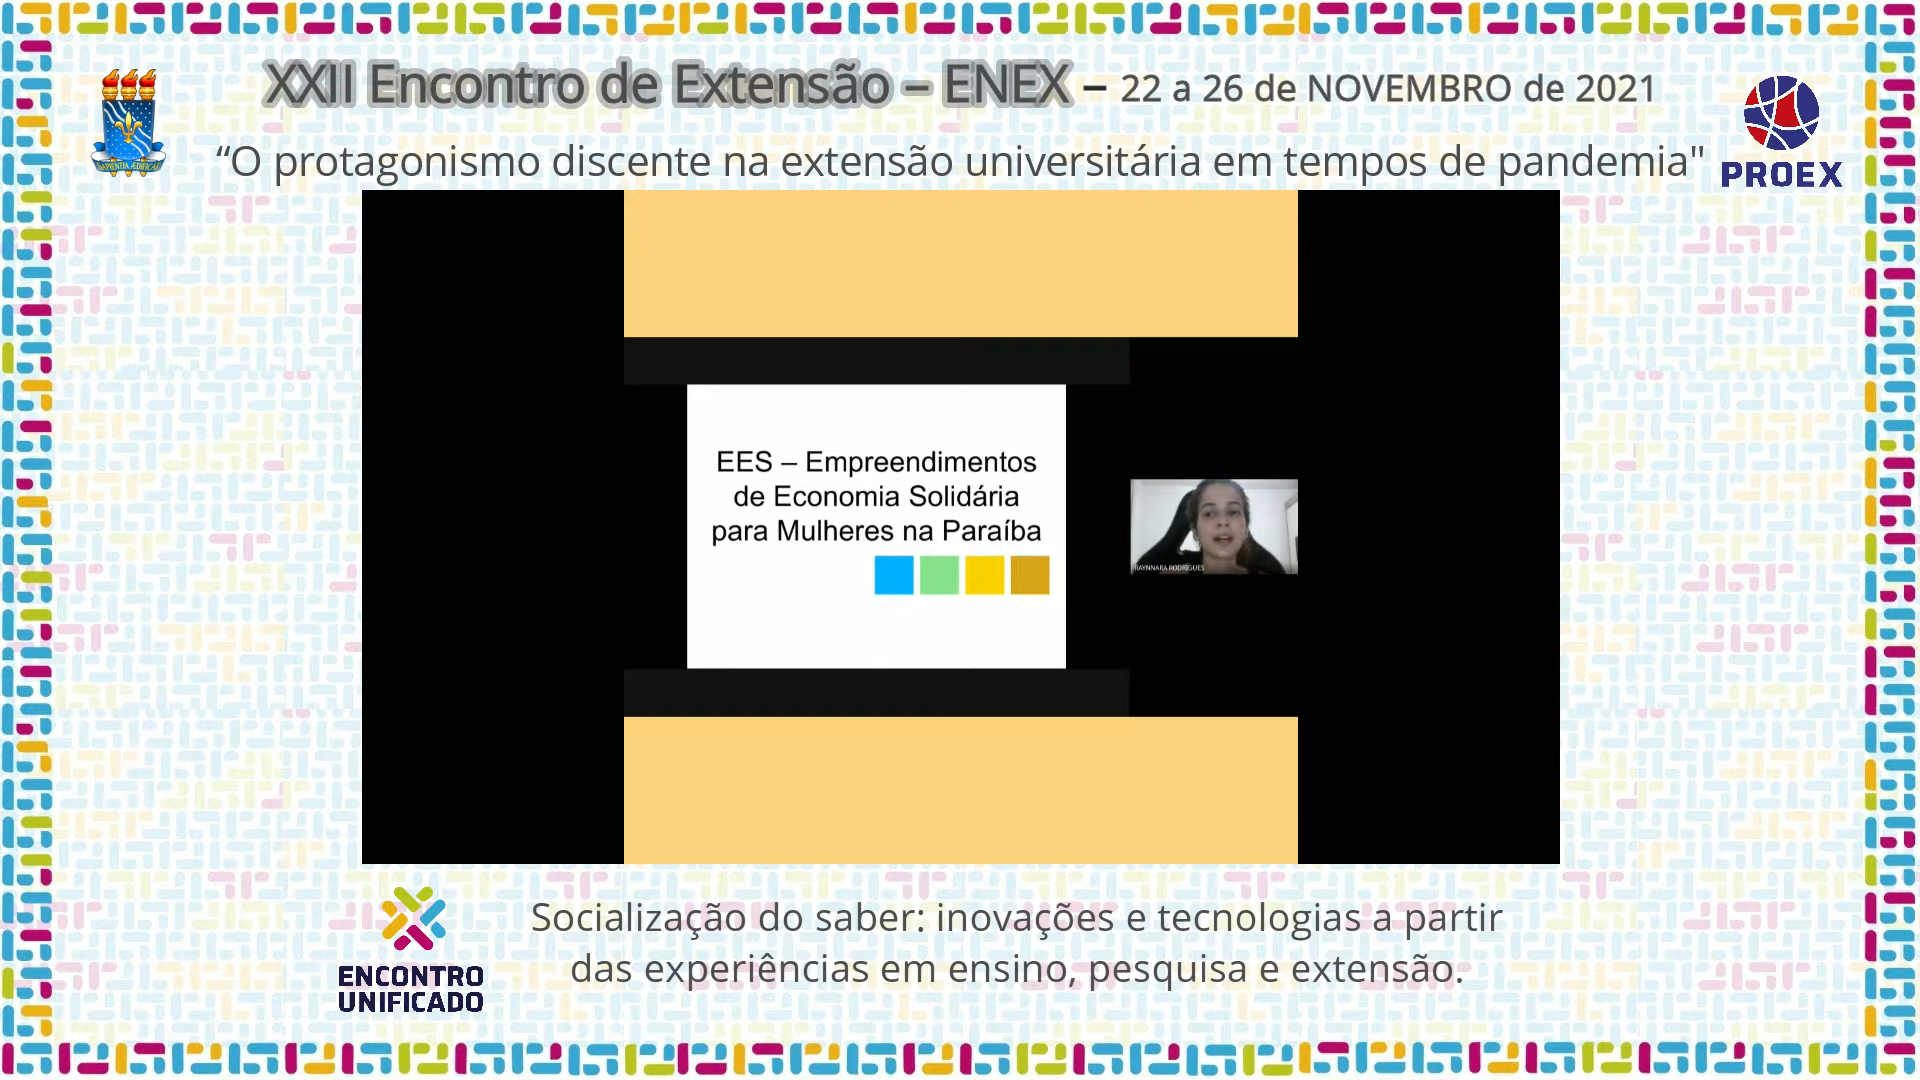 XXII Encontro de Extensão – ENEX – 22 a 26 de NOVEMBRO de 2021
“O protagonismo discente na extensão universitária em tempos de pandemia"
PROEX
EES – Empreendimentos
de Economia Solidária
para Mulheres na Paraíba
RAYNNARA RODRIGUES
ENCONTRO
UNIFICADO
Socialização do saber: inovações e tecnologias a partir
das experiências em ensino, pesquisa e extensão.